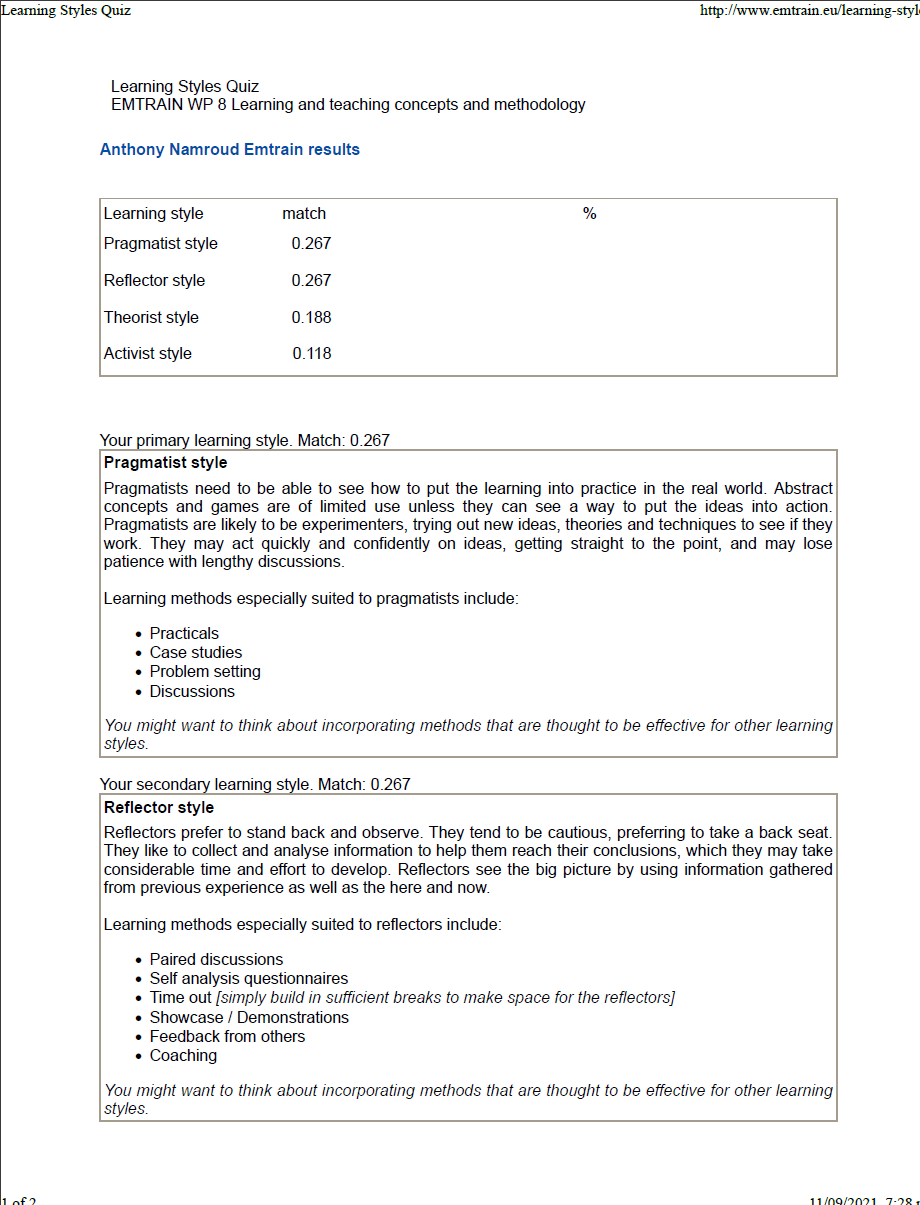 Learning Styles Quiz http://www.emtrain.eu/learning-styl
Learning Styles Quiz
EMTRAIN WP 8 Learning and teaching concepts and methodology
Anthony Namroud Emtrain results
Learning style match %
Pragmatist style 0.267
Reflector style 0.267
Theorist style 0.188
Activist style 0.118
Your primary learning style. Match: 0.267
Pragmatist style
Pragmatists need to be able to see how to put the learning into practice in the real world. Abstract
concepts and games are of limited use unless they can see a way to put the ideas into action.
Pragmatists are likely to be experimenters, trying out new ideas, theories and techniques to see if they
work. They may act quickly and confidently on ideas, getting straight to the point, and may lose
patience with lengthy discussions.
Learning methods especially suited to pragmatists include:
• Practicals
• Case studies
• Problem setting
• Discussions
You might want to think about incorporating methods that are thought to be effective for other learning
styles.
Your secondary learning style. Match: 0.267
Reflector style
Reflectors prefer to stand back and observe. They tend to be cautious, preferring to take a back seat.
They like to collect and analyse information to help them reach their conclusions, which they may take
considerable time and effort to develop. Reflectors see the big picture by using information gathered
from previous experience as well as the here and now.
Learning methods especially suited to reflectors include:
• Paired discussions
• Self analysis questionnaires
• Time out [simply build in sufficient breaks to make space for the reflectors]
• Showcase / Demonstrations
• Feedback from others
• Coaching
You might want to think about incorporating methods that are thought to be effective for other learning
styles.
1 of 2 11/09/2021, 7:28